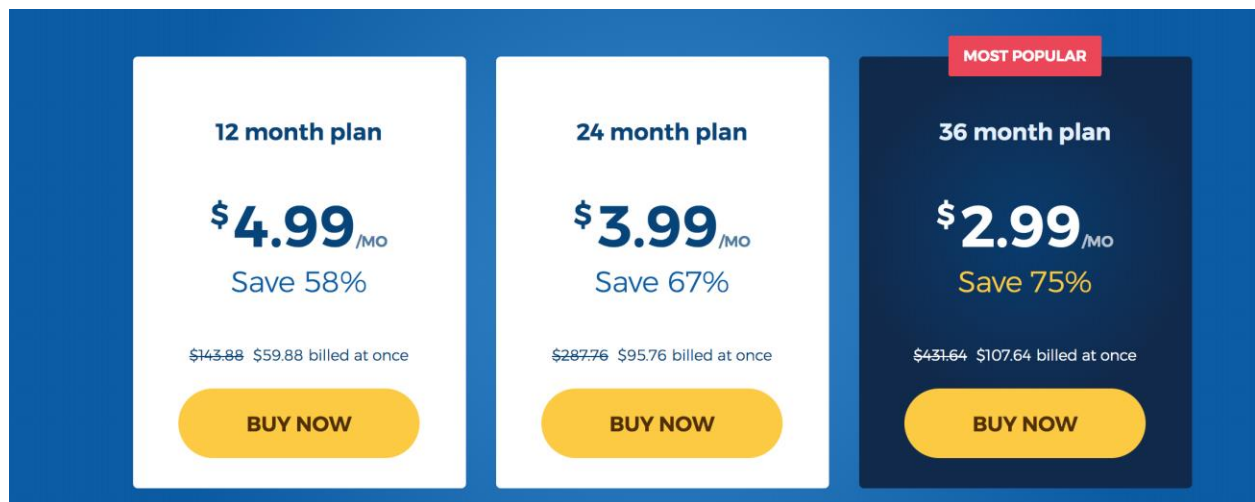 12 month plan
$4.99/MO
Save 58%
$143.88 $59.88 billed at once
BUY NOW
24 month plan
$3.99/MO
Save 67%
$287.76 $95.76 billed at once
BUY NOW
MOST POPULAR
36 month plan
$2.99/MO
Save 75%
$431.64 $107.64 billed at once
BUY NOW